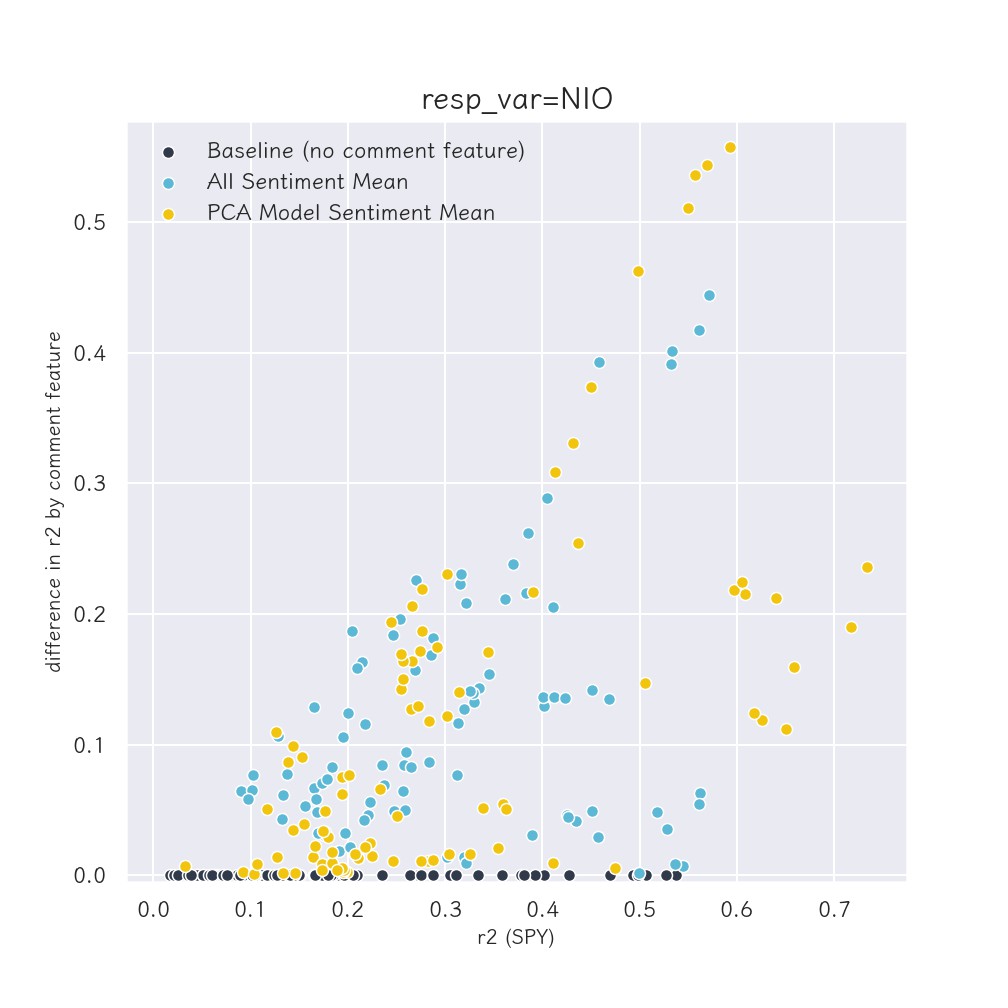 resp_var=NIO
Baseline (no comment feature)
All Sentiment Mean
PCA Model Sentiment Mean
difference in r2 by comment feature
0.5
0.4
0.3
0.2
0.1
0.0
0.0 0.1 0.2 0.3 0.4 0.5 0.6 0.7
r2 (SPY)